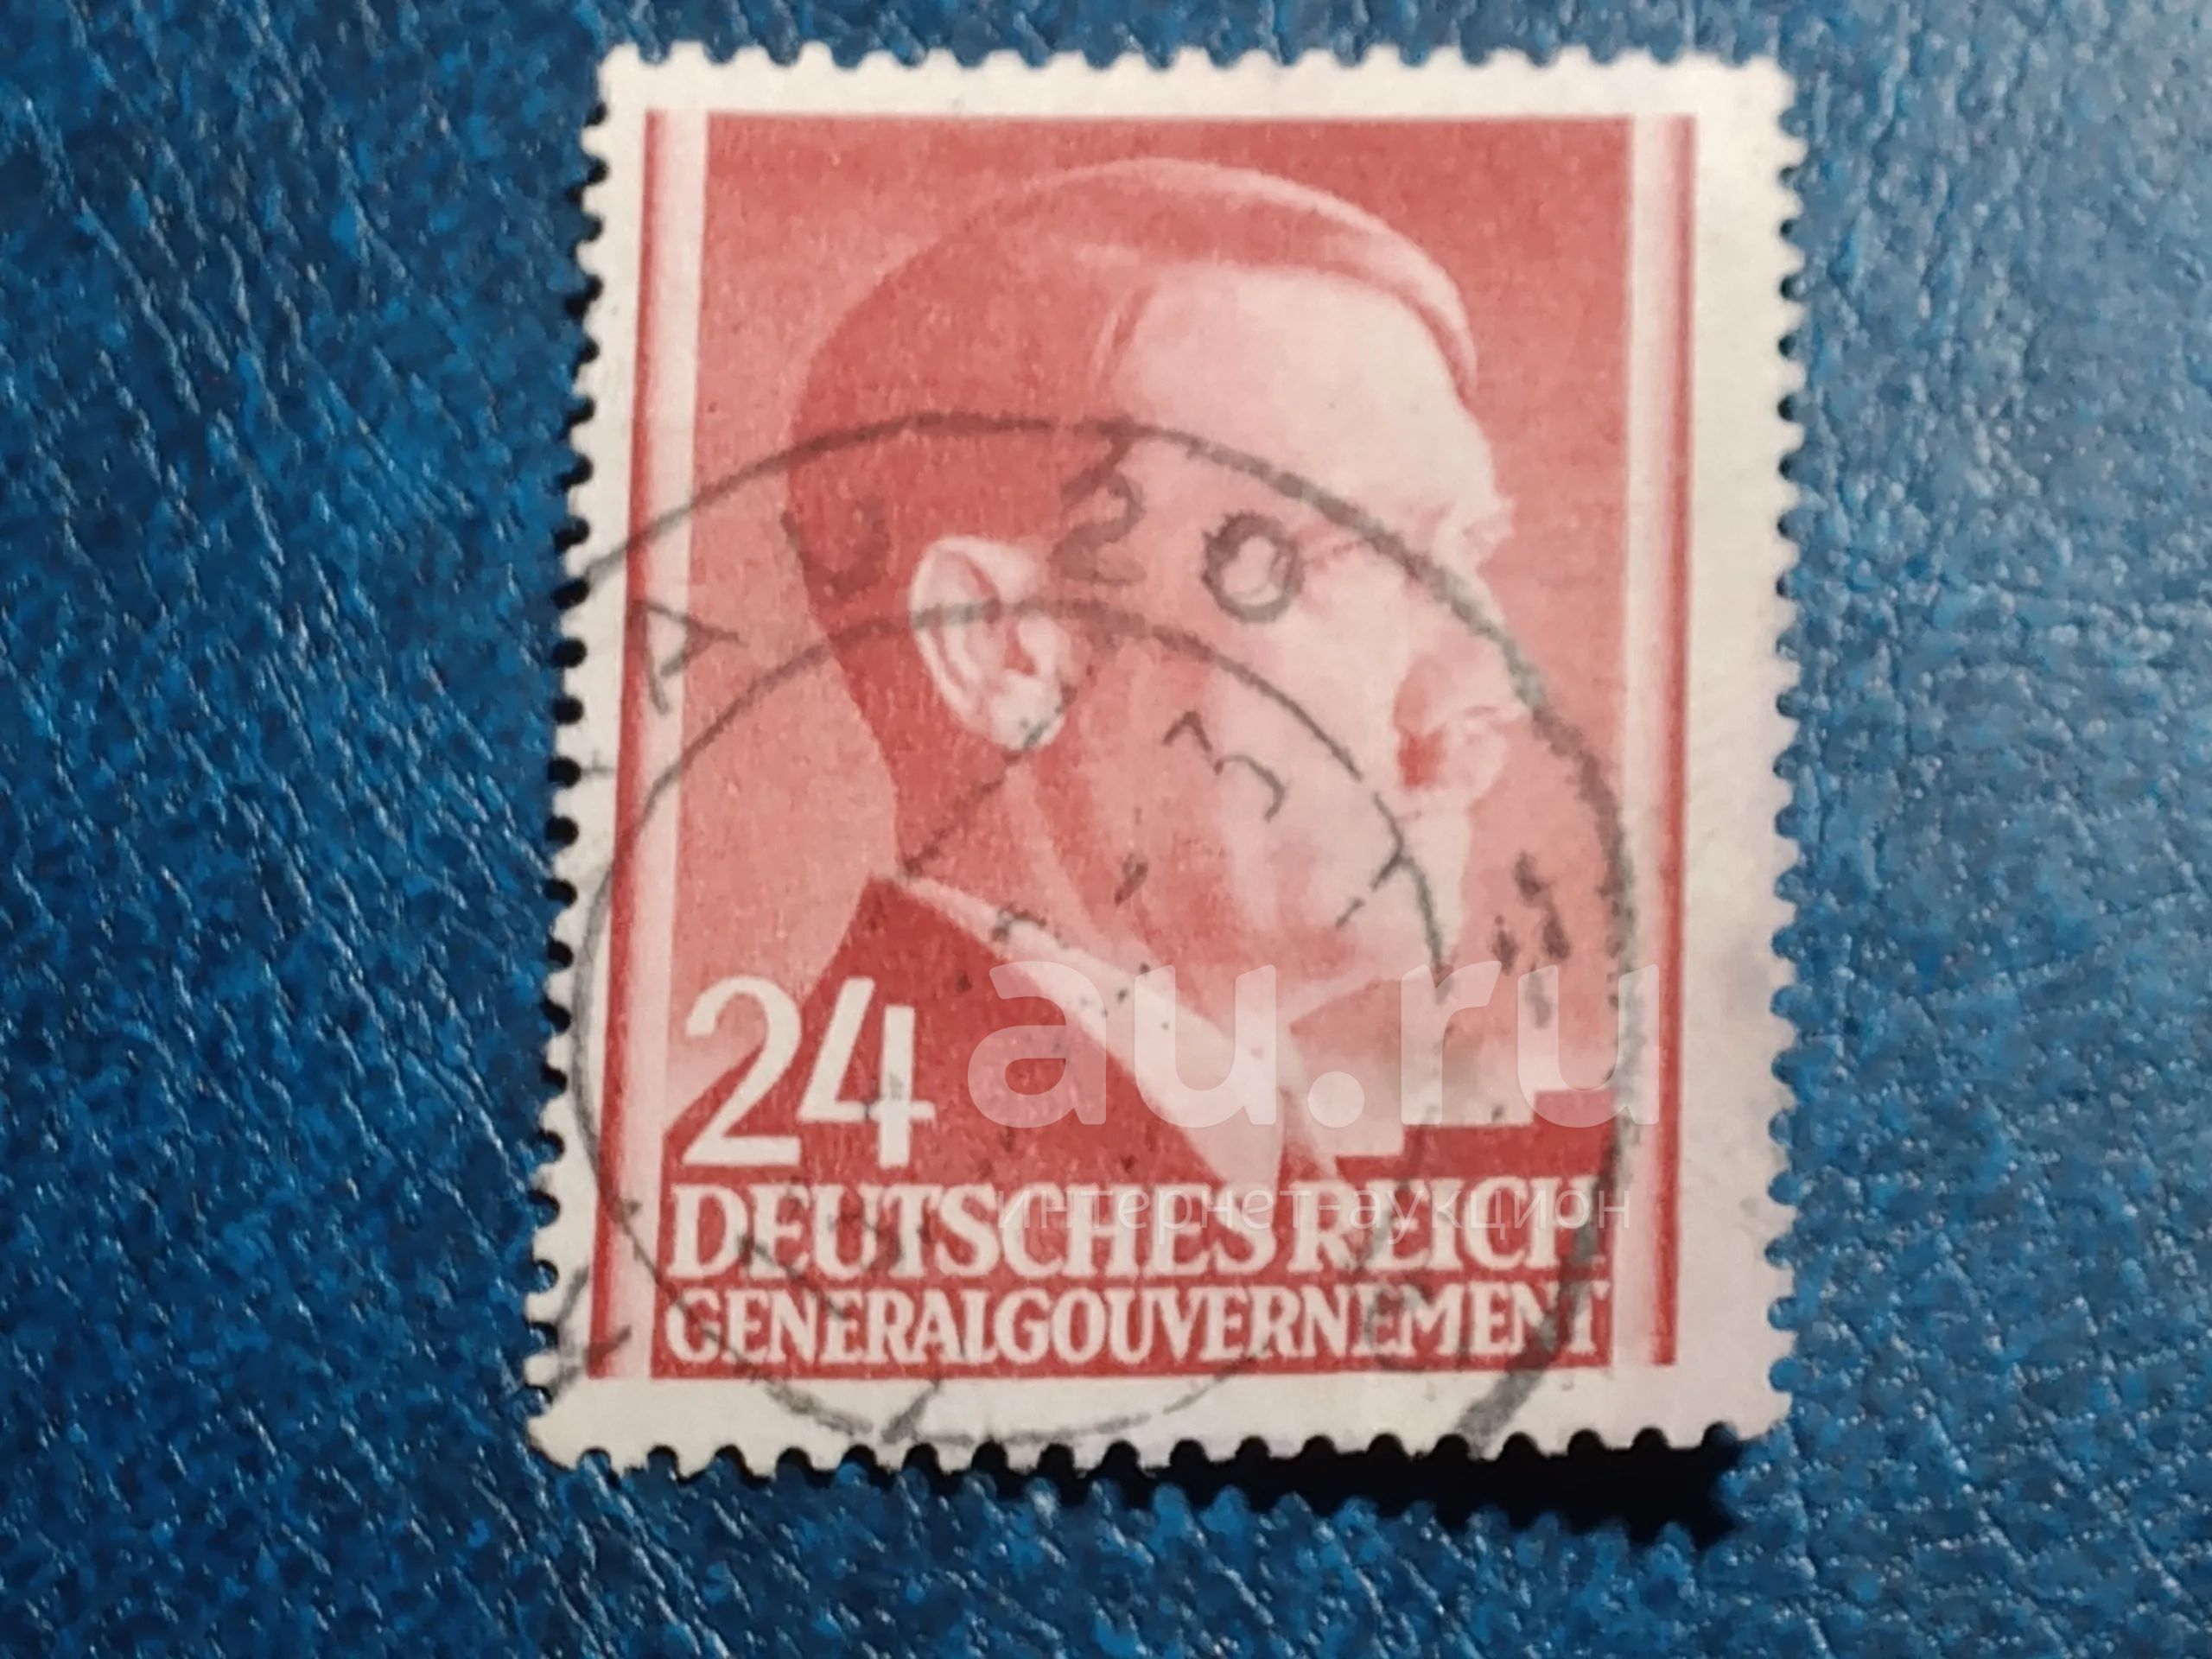 24
DEUTSCHES REICH
GENERALGOUVERNEMENT
au.ru
интернет-аукцион